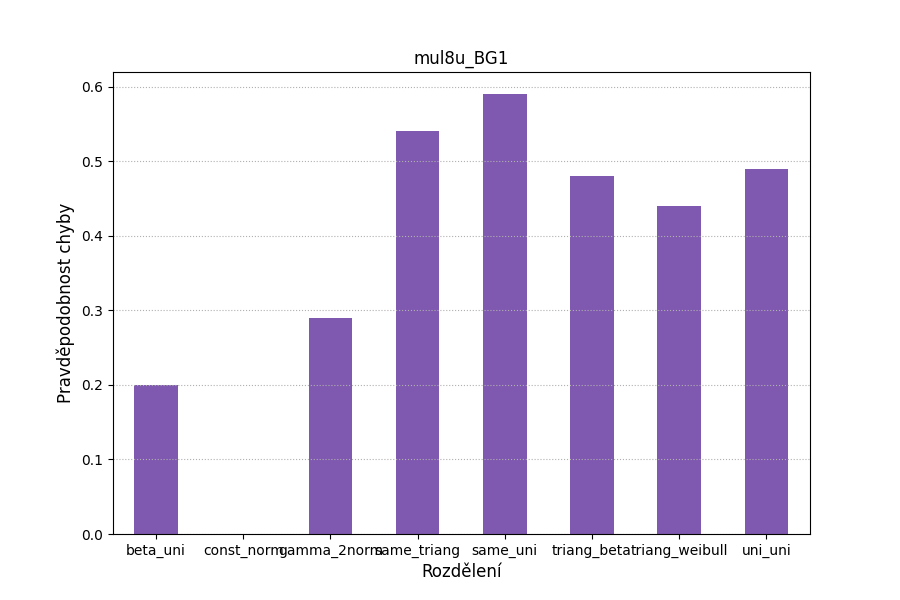 mul8u_BG1
Pravděpodobnost chyby
0.6
0.5
0.4
0.3
0.2
0.1
0.0
beta_uni const_norm gamma_2norm same_triang same_uni triang_beta triang_weibull uni_uni
Rozdělení